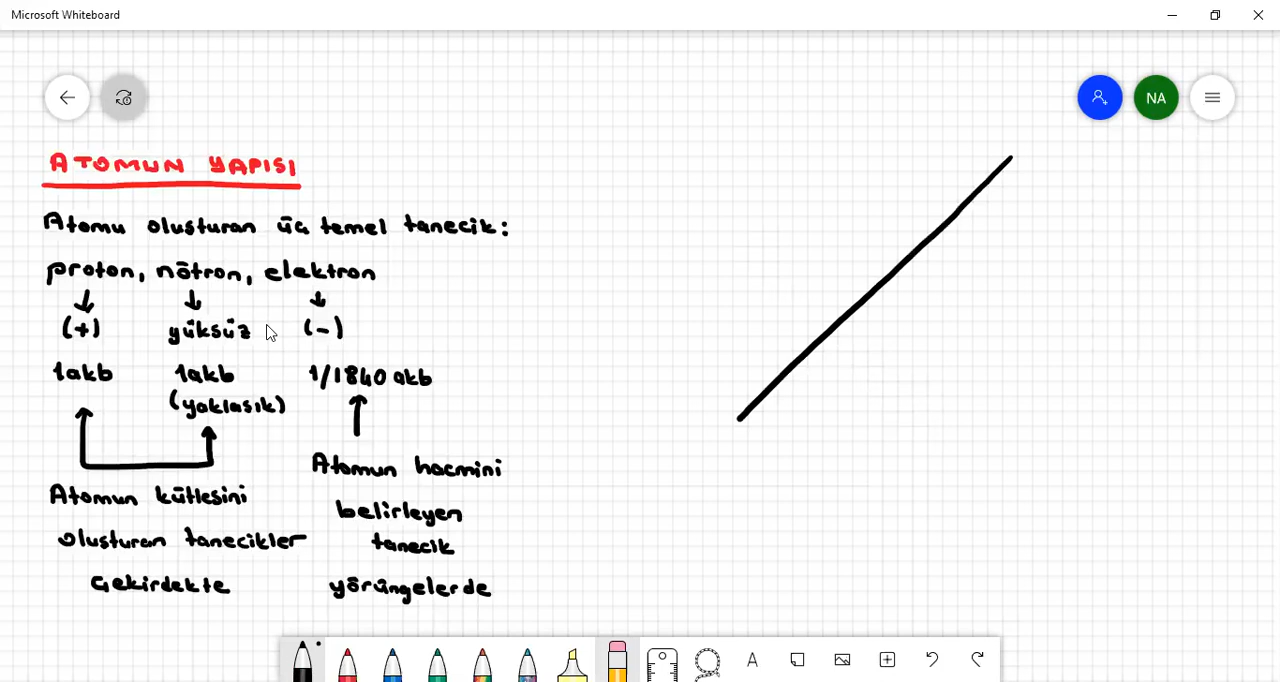 Microsoft Whiteboard
NA
ATOMUN YAPISI
Atomu oluşturan üç temel tanecik:
proton, nötron, elektron
(+) yüksüz (-)
1akb 1akb 1/1840 akb
(yaklaşık)
Atomun kütlesini
oluşturan tanecikler
Çekirdekte
Atomun hacmini
belirleyen
tanecik
yörüngelerde
A